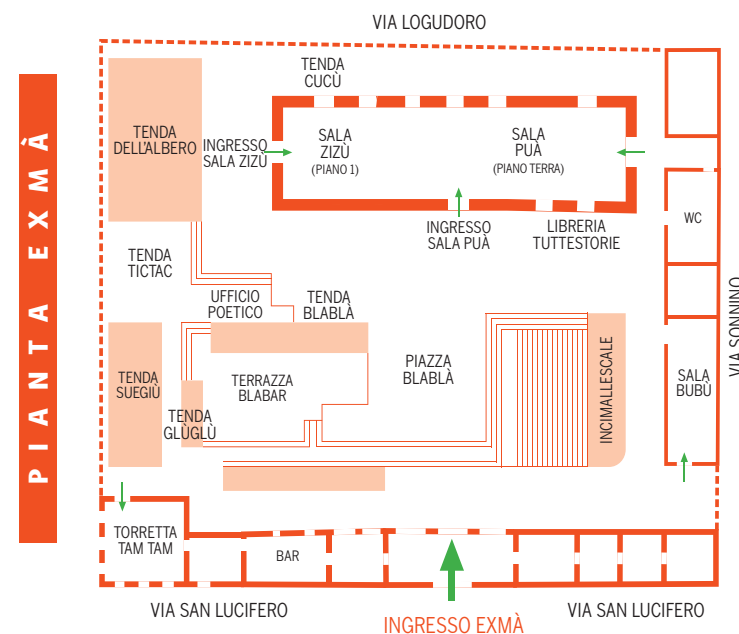 VIA LOGUDORO
PIANTA EXMÀ
TENDA
CUCÙ
TENDA
DELL'ALBERO
INGRESSO
SALA ZIZÙ
SALA
ZIZÙ
(PIANO 1)
SALA
PUÀ
(PIANO TERRA)
WC
INGRESSO
SALA PUÀ
LIBRERIA
TUTTESTORIE
TENDA
TICTAC
UFFICIO
POETICO
TENDA
BLABLÀ
VIA SONNINO
TENDA
SUEGIÙ
TENDA
GLÙGLÙ
TERRAZZA
BLABAR
PIAZZA
BLABLÀ
INCIMALLESCALE
SALA
BUBÙ
TORRETTA
TAM TAM
BAR
VIA SAN LUCIFERO
INGRESSO EXMÀ
VIA SAN LUCIFERO